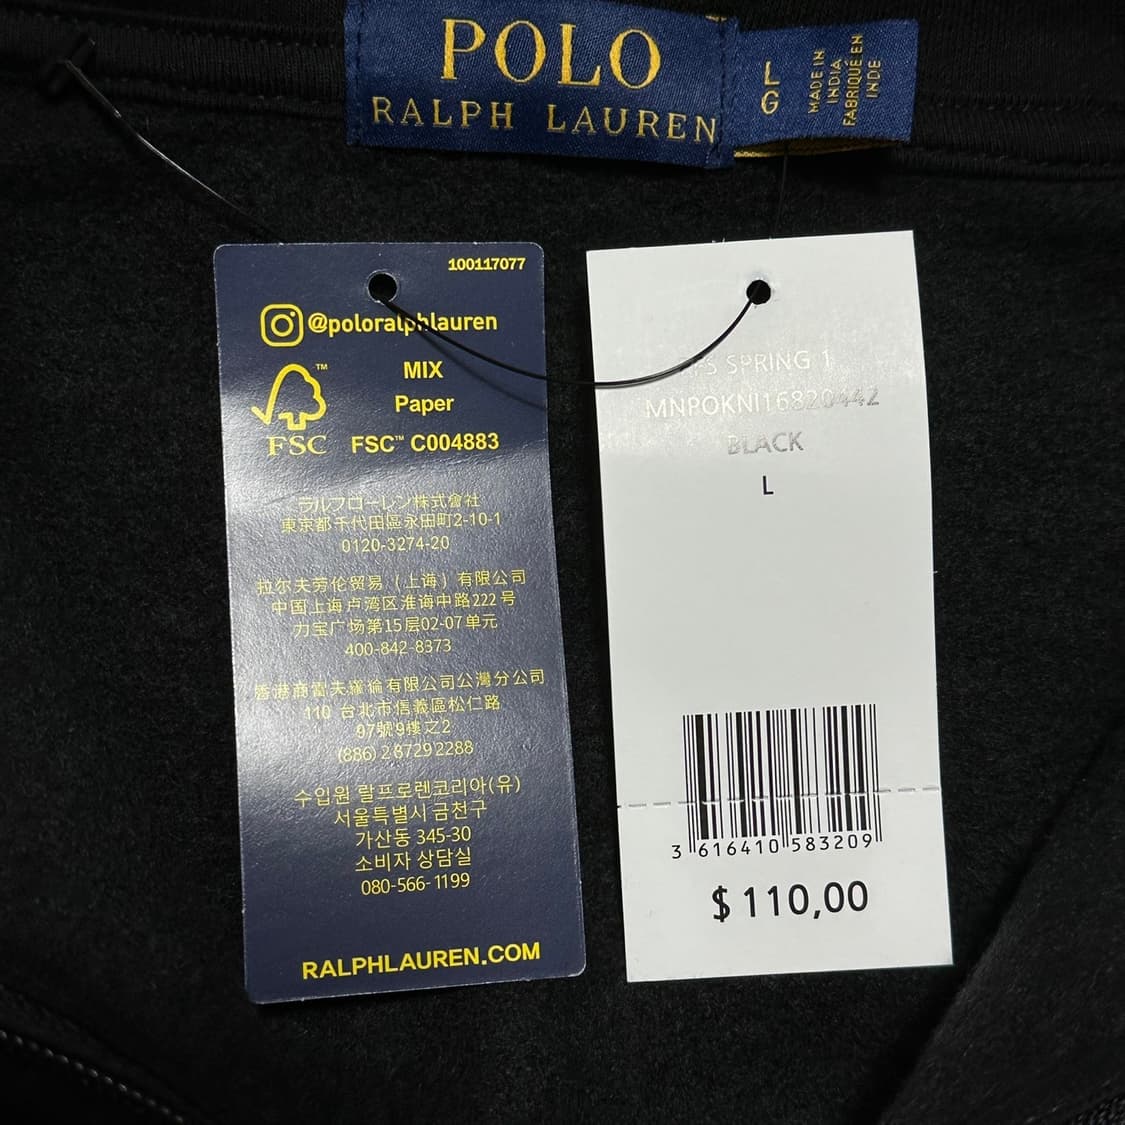 POLO
RALPH LAUREN
LG
MADE IN
INDIA
FABRIQUÉ EN
INDE
100117077
@poloralphlauren
MIX
Paper
FSC™ C004883
FSC
ラルフローレン株式會社
東京都千代田區永田町2-10-1
0120-3274-20
拉尔夫劳伦贸易（上海）有限公司
中国上海卢湾区淮海中路222号
力宝广场第15层02-07单元
400-842-8373
香港商雷夫羅倫有限公司台灣分公司
110 台北市信義區松仁路
97號9樓之2
(886) 2 8729 2288
수입원 랄프로렌코리아(유)
서울특별시 금천구
가산동 345-30
소비자 상담실
080-566-1199
RALPHLAUREN.COM
SPRING 1
MNPOKNI16820442
BLACK
L
3 616410 583209
$ 110,00